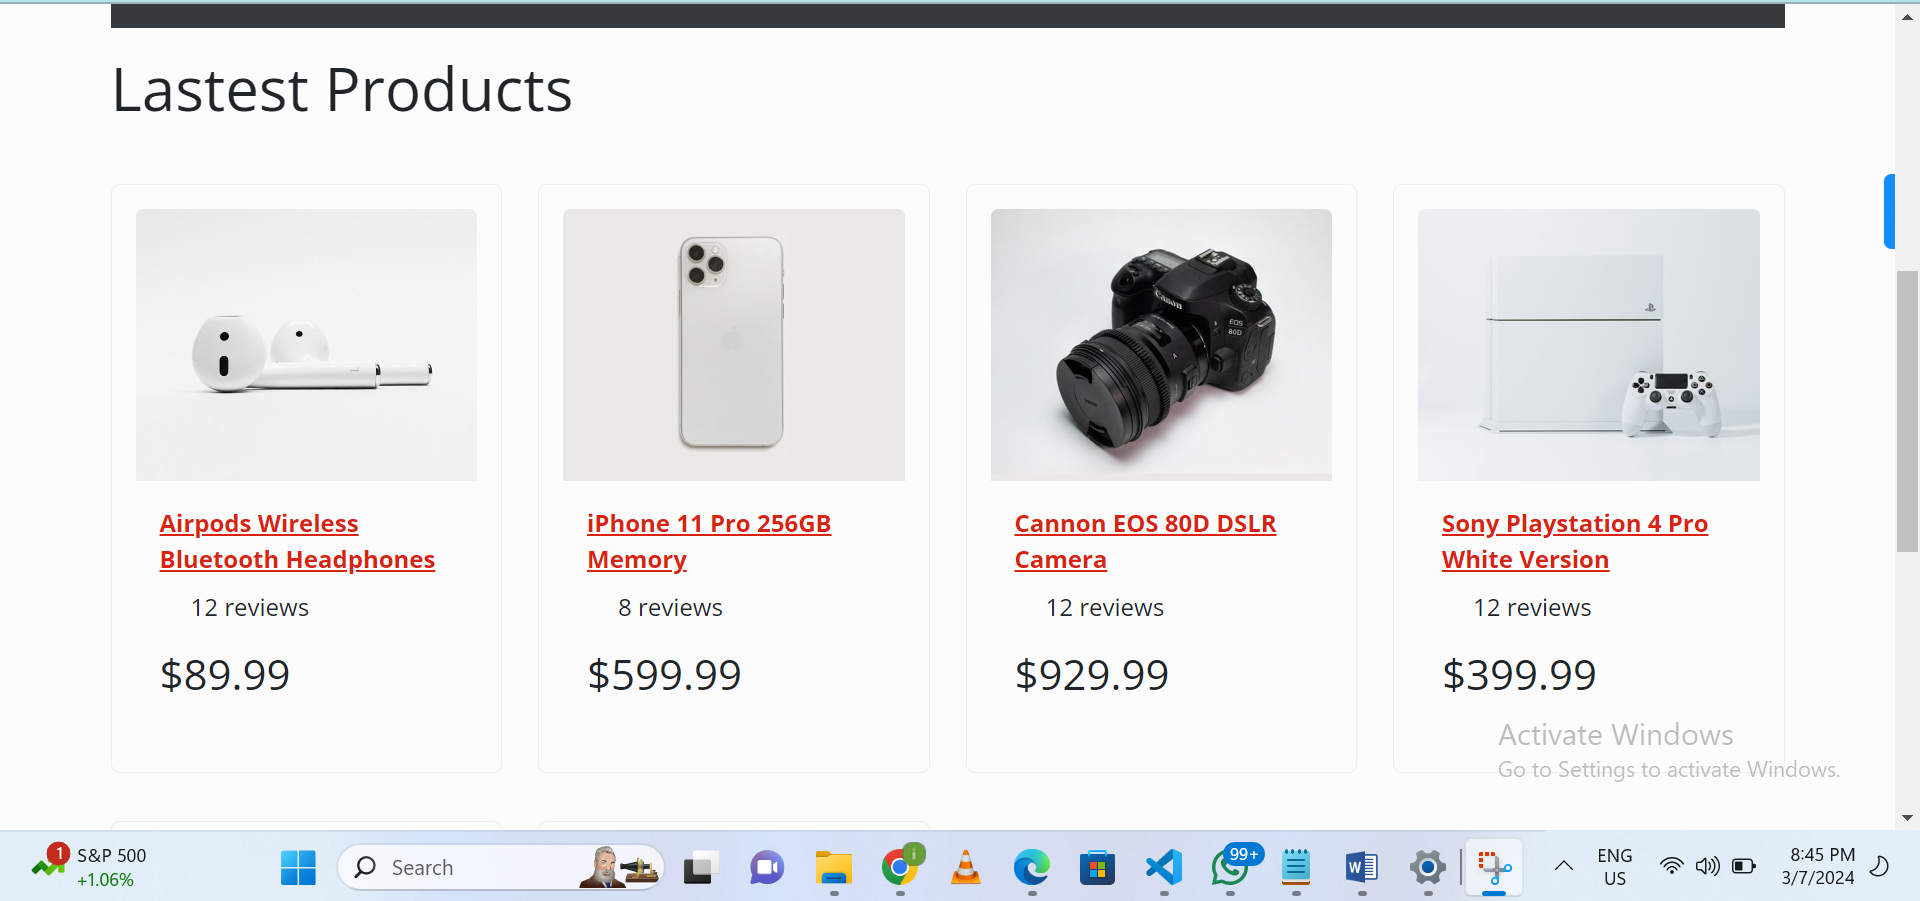 Lastest Products
Canon
EOS
80D
Airpods Wireless
Bluetooth Headphones
12 reviews
$89.99
iPhone 11 Pro 256GB
Memory
8 reviews
$599.99
Cannon EOS 80D DSLR
Camera
12 reviews
$929.99
Sony Playstation 4 Pro
White Version
12 reviews
$399.99
Activate Windows
Go to Settings to activate Windows.
1
S&P 500
+1.06%
Search
i
99+
W
ENG
US
8:45 PM
3/7/2024